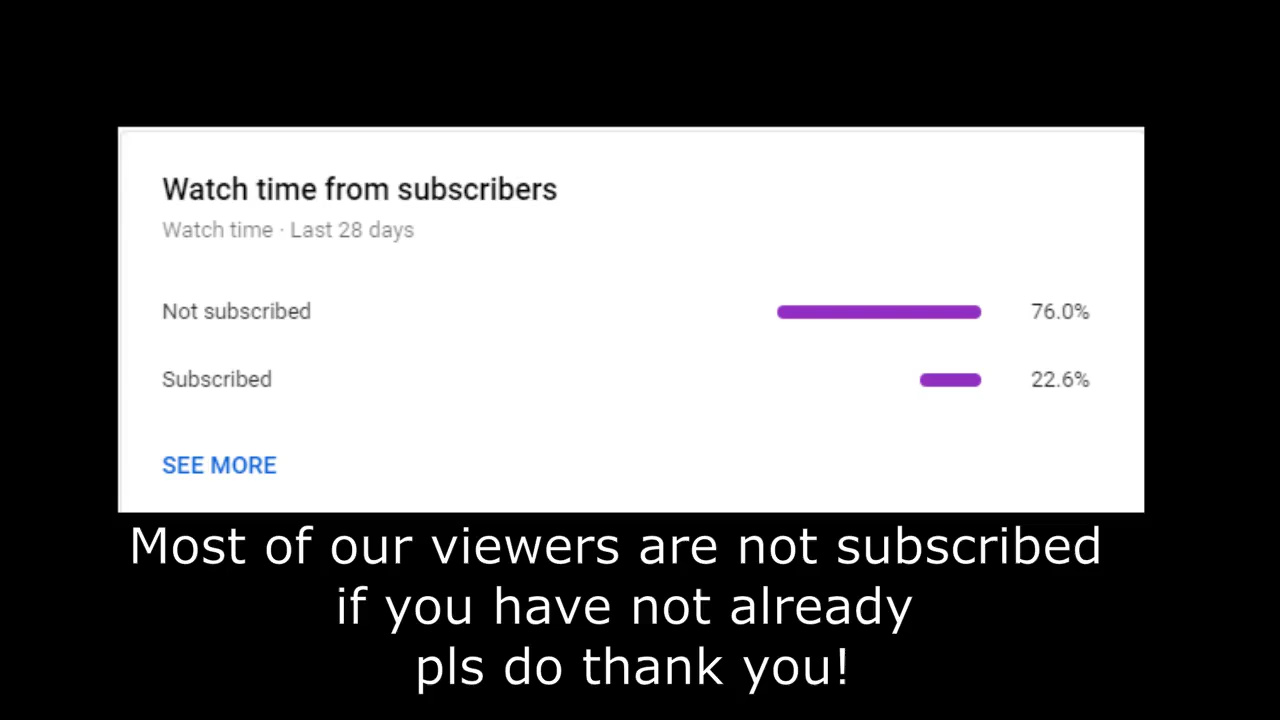 Watch time from subscribers
Watch time · Last 28 days
Not subscribed 76.0%
Subscribed 22.6%
SEE MORE
Most of our viewers are not subscribed
if you have not already
pls do thank you!